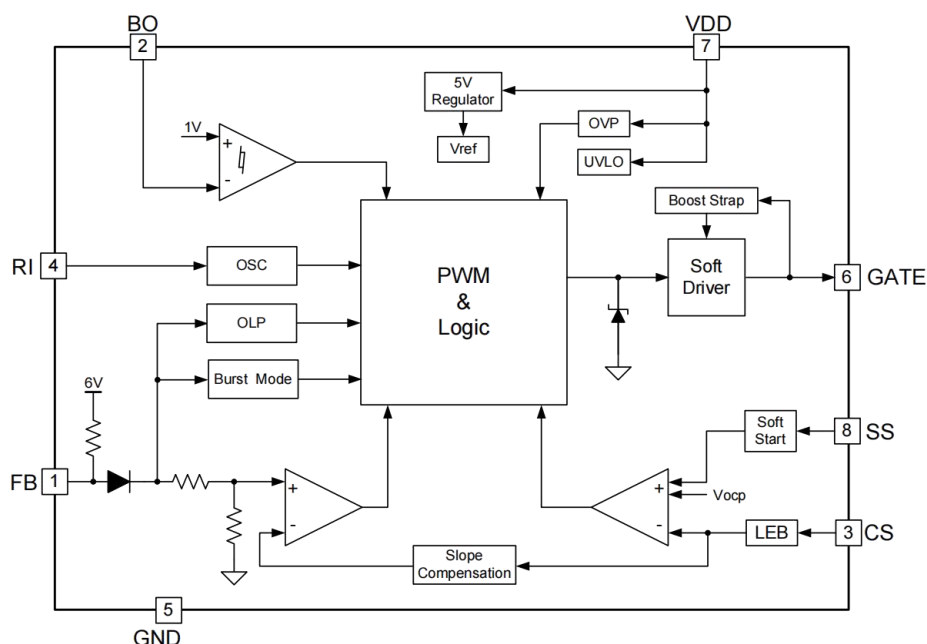 BO
2
VDD
7
5V
Regulator
OVP
1V
+
-
Vref
UVLO
Boost Strap
RI
4
OSC
PWM
&
Logic
Soft
Driver
6
GATE
OLP
Burst Mode
6V
Soft
Start
8
SS
FB
1
+
-
+
-
Vocp
LEB
3
CS
Slope
Compensation
5
GND